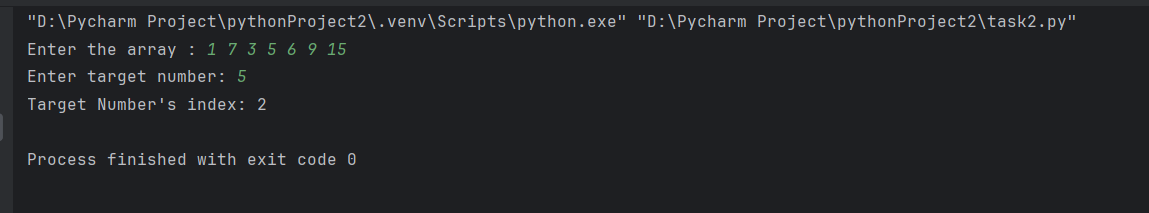 "D:\Pycharm Project\pythonProject2\.venv\Scripts\python.exe" "D:\Pycharm Project\pythonProject2\task2.py"
Enter the array : 1 7 3 5 6 9 15
Enter target number: 5
Target Number's index: 2
Process finished with exit code 0